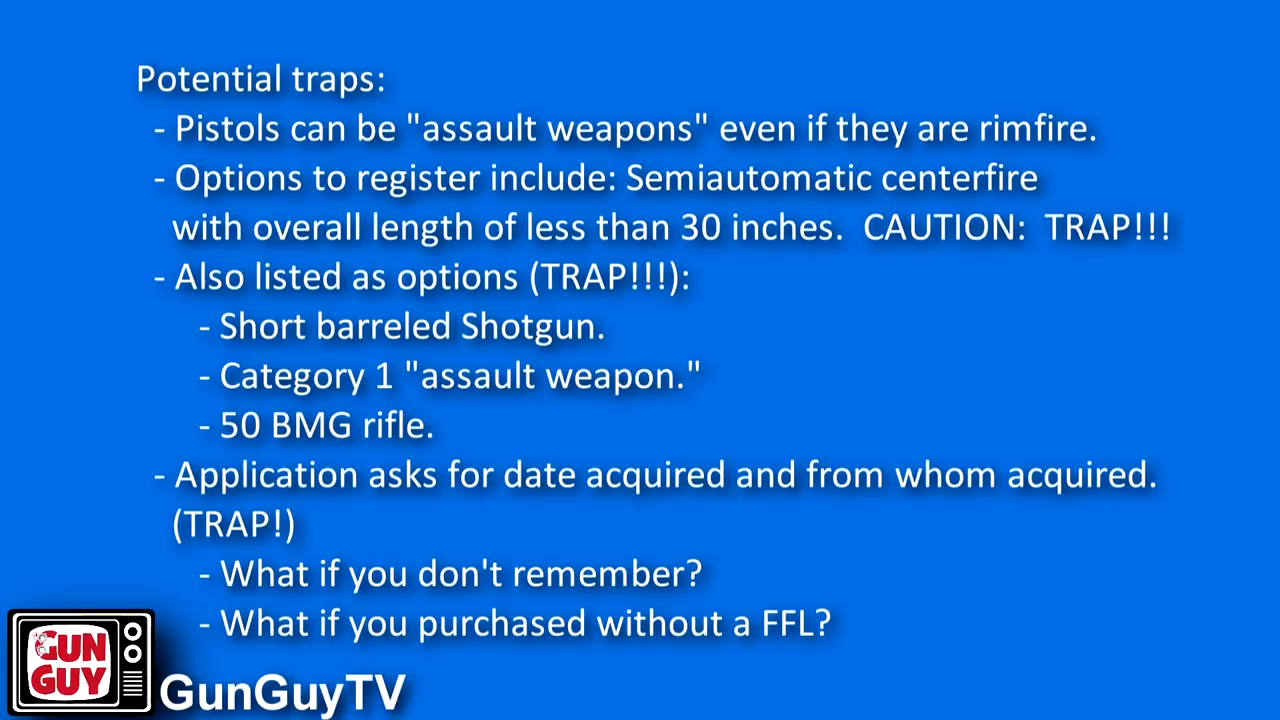 Potential traps:
- Pistols can be "assault weapons" even if they are rimfire.
- Options to register include: Semiautomatic centerfire
with overall length of less than 30 inches.  CAUTION:  TRAP!!!
- Also listed as options (TRAP!!!):
- Short barreled Shotgun.
- Category 1 "assault weapon."
- 50 BMG rifle.
- Application asks for date acquired and from whom acquired.
(TRAP!)
- What if you don't remember?
- What if you purchased without a FFL?
GUN
GUY
GunGuyTV